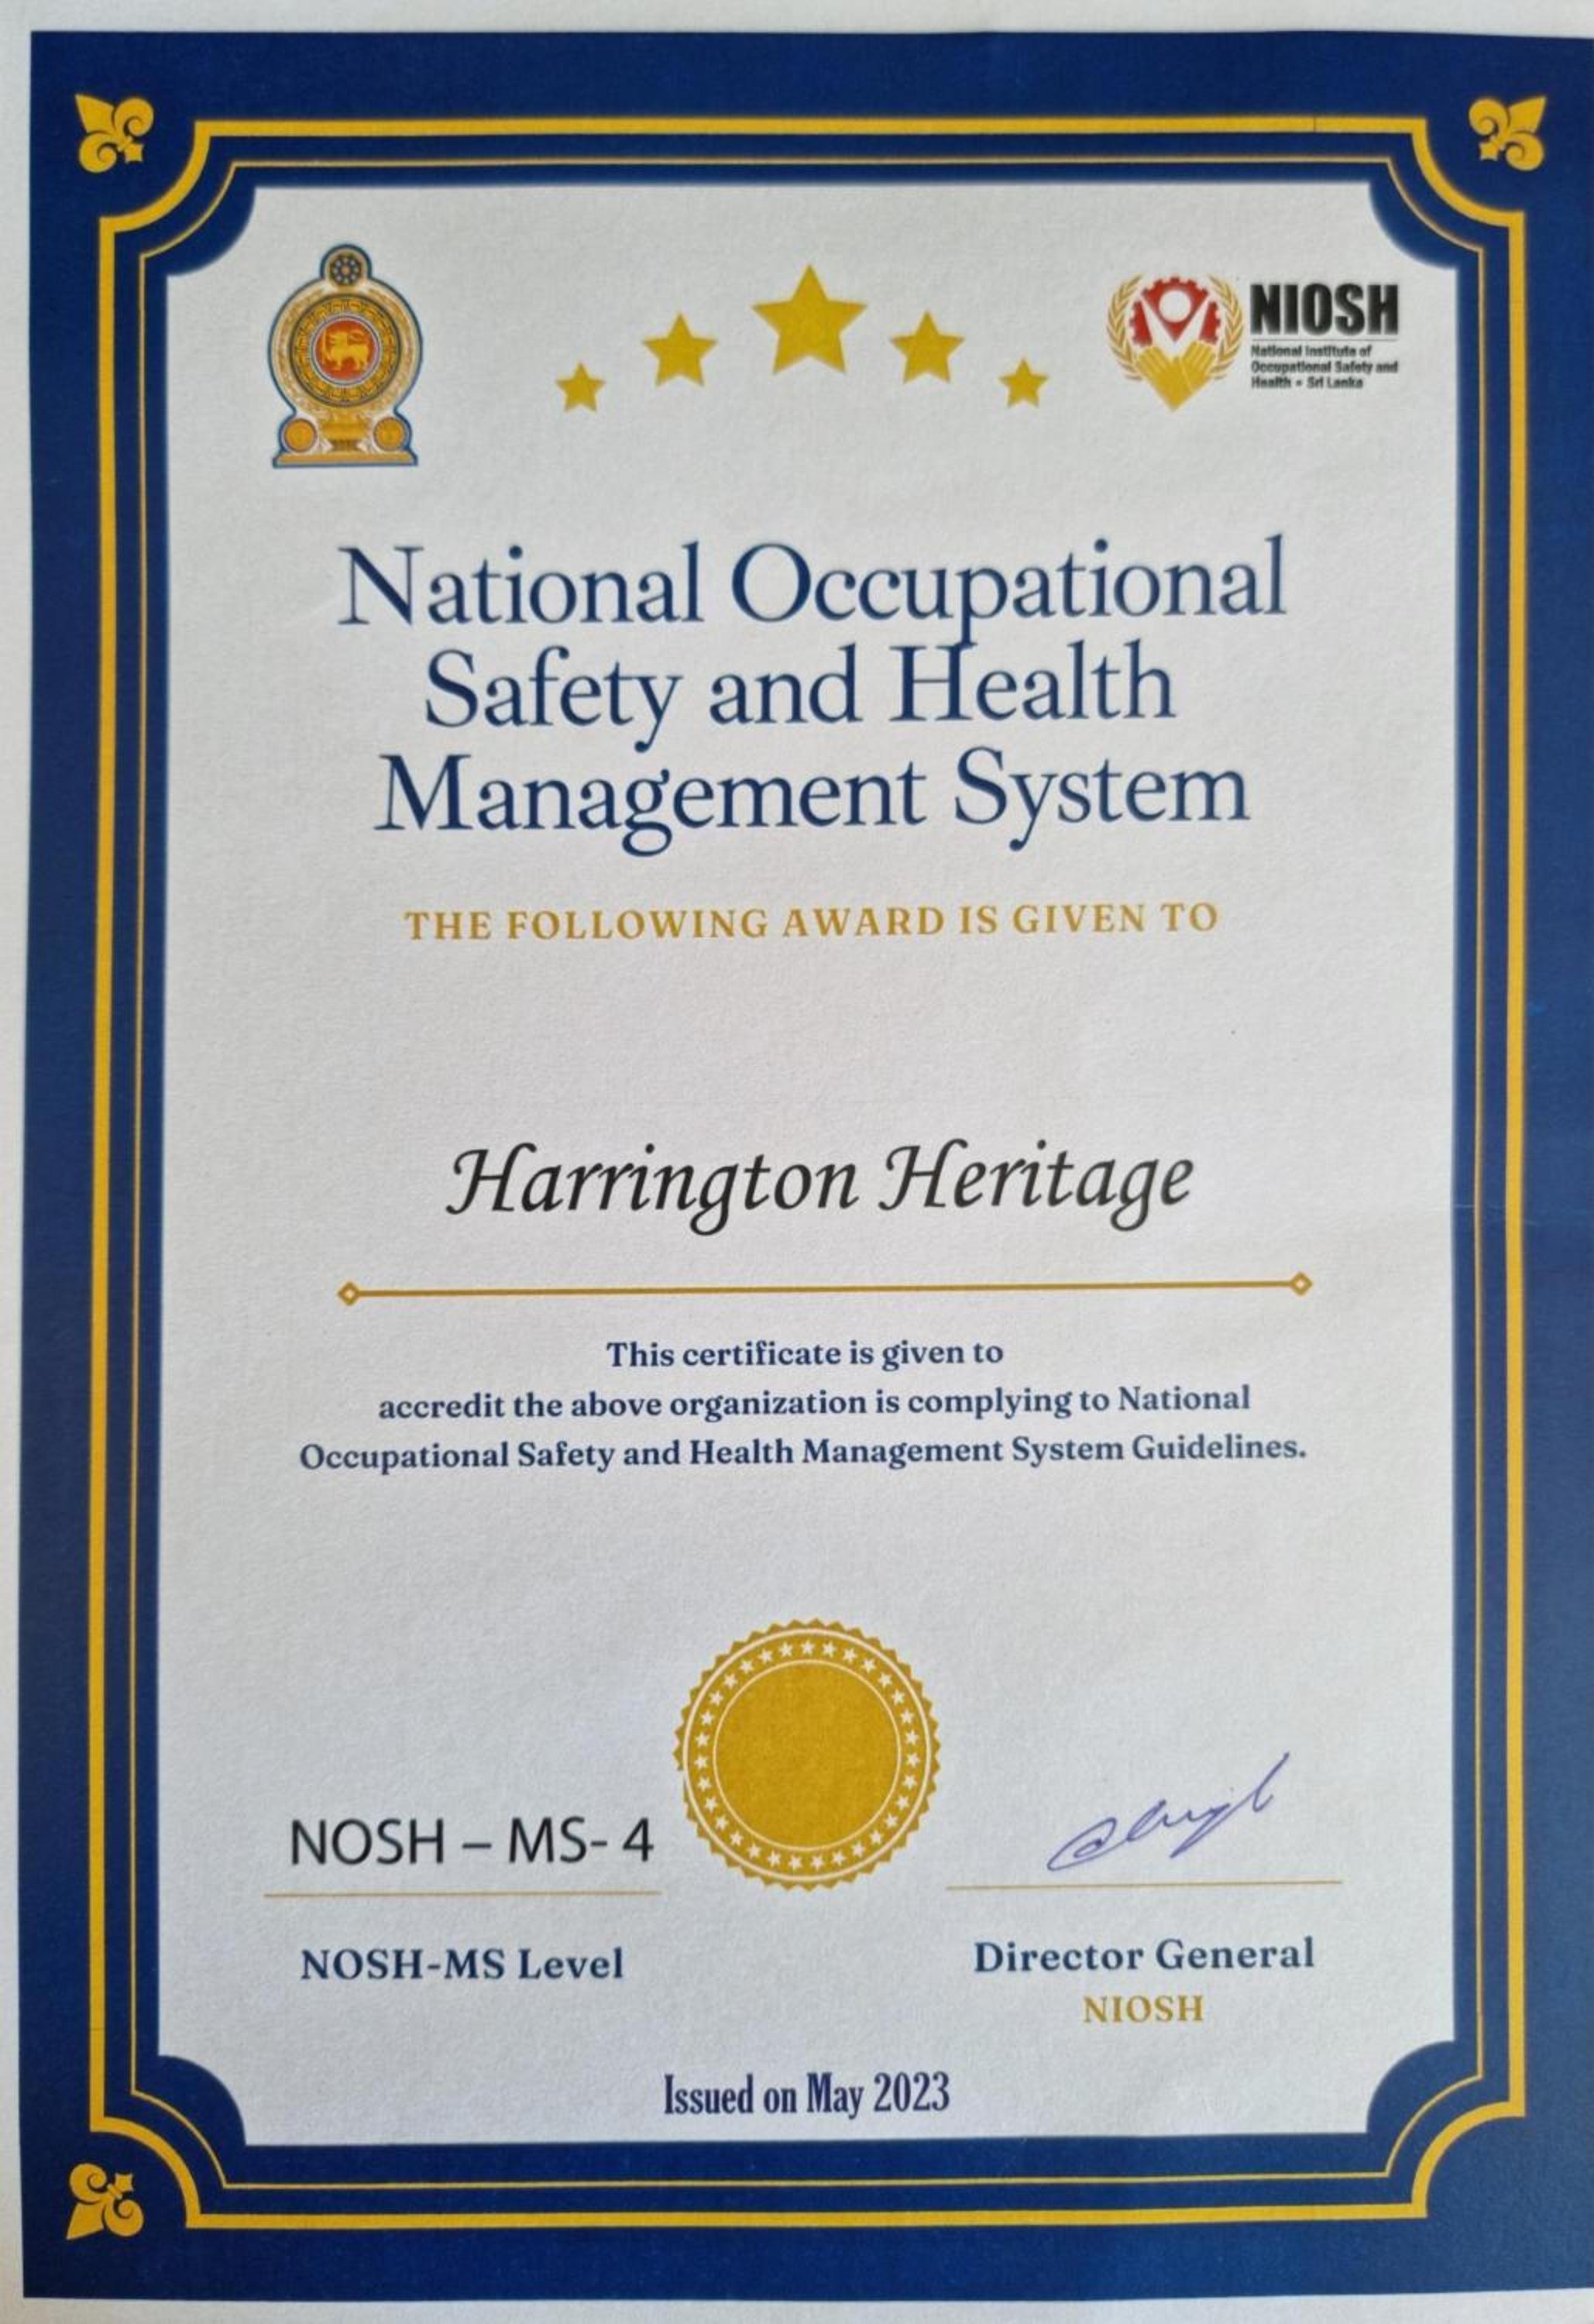 NIOSH
National Institute of
Occupational Safety and
Health - Sri Lanka
National Occupational
Safety and Health
Management System
THE FOLLOWING AWARD IS GIVEN TO
Harrington Heritage
This certificate is given to
accredit the above organization is complying to National
Occupational Safety and Health Management System Guidelines.
NOSH – MS- 4
NOSH-MS Level
Director General
NIOSH
Issued on May 2023